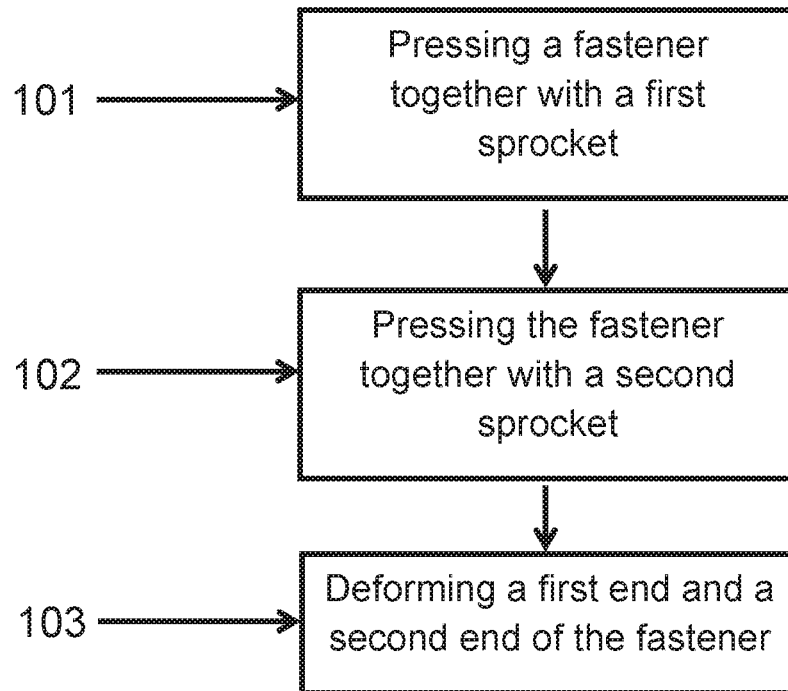 Pressing a fastener
101
together with a first
sprocket
Pressing the fastener
102
together with a second
sprocket
Deforming a first end and a
103
second end of the fastener